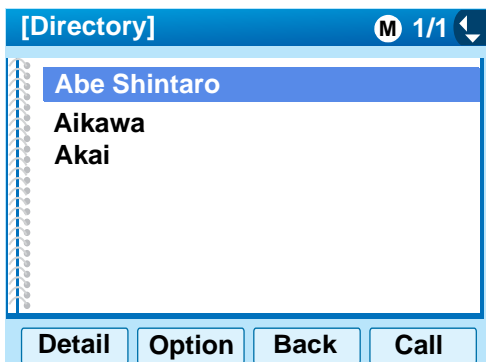 [Directory] M 1/1
Abe Shintaro
Aikawa
Akai
Detail Option Back Call